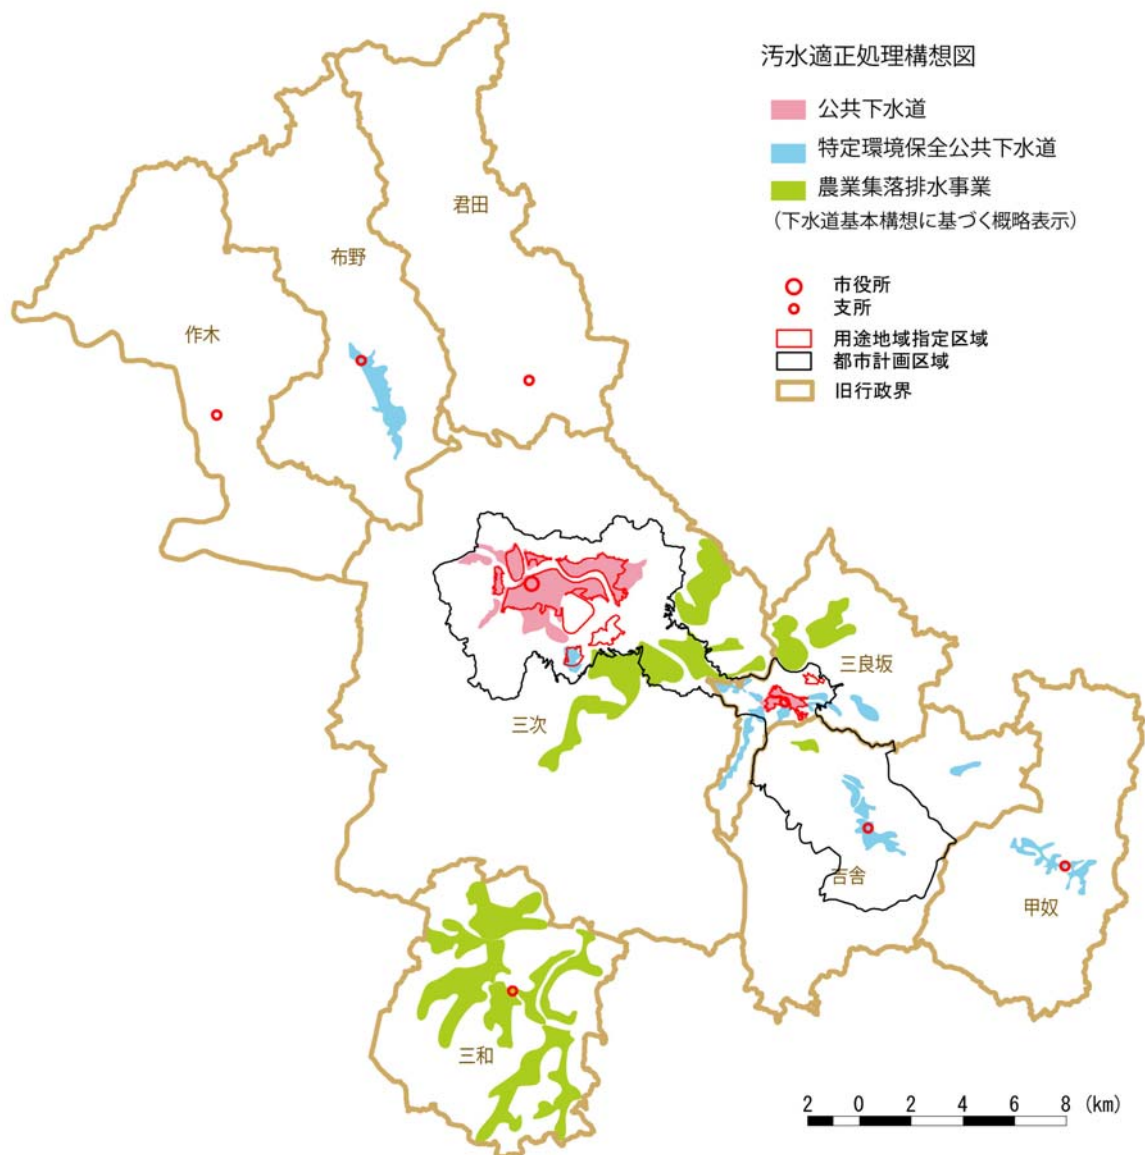 汚水適正処理構想図
公共下水道
特定環境保全公共下水道
農業集落排水事業
(下水道基本構想に基づく概略表示)
市役所
支所
用途地域指定区域
都市計画区域
旧行政界
君田
布野
作木
三良坂
三次
吉舎
甲奴
三和
2 0 2 4 6 8 (km)